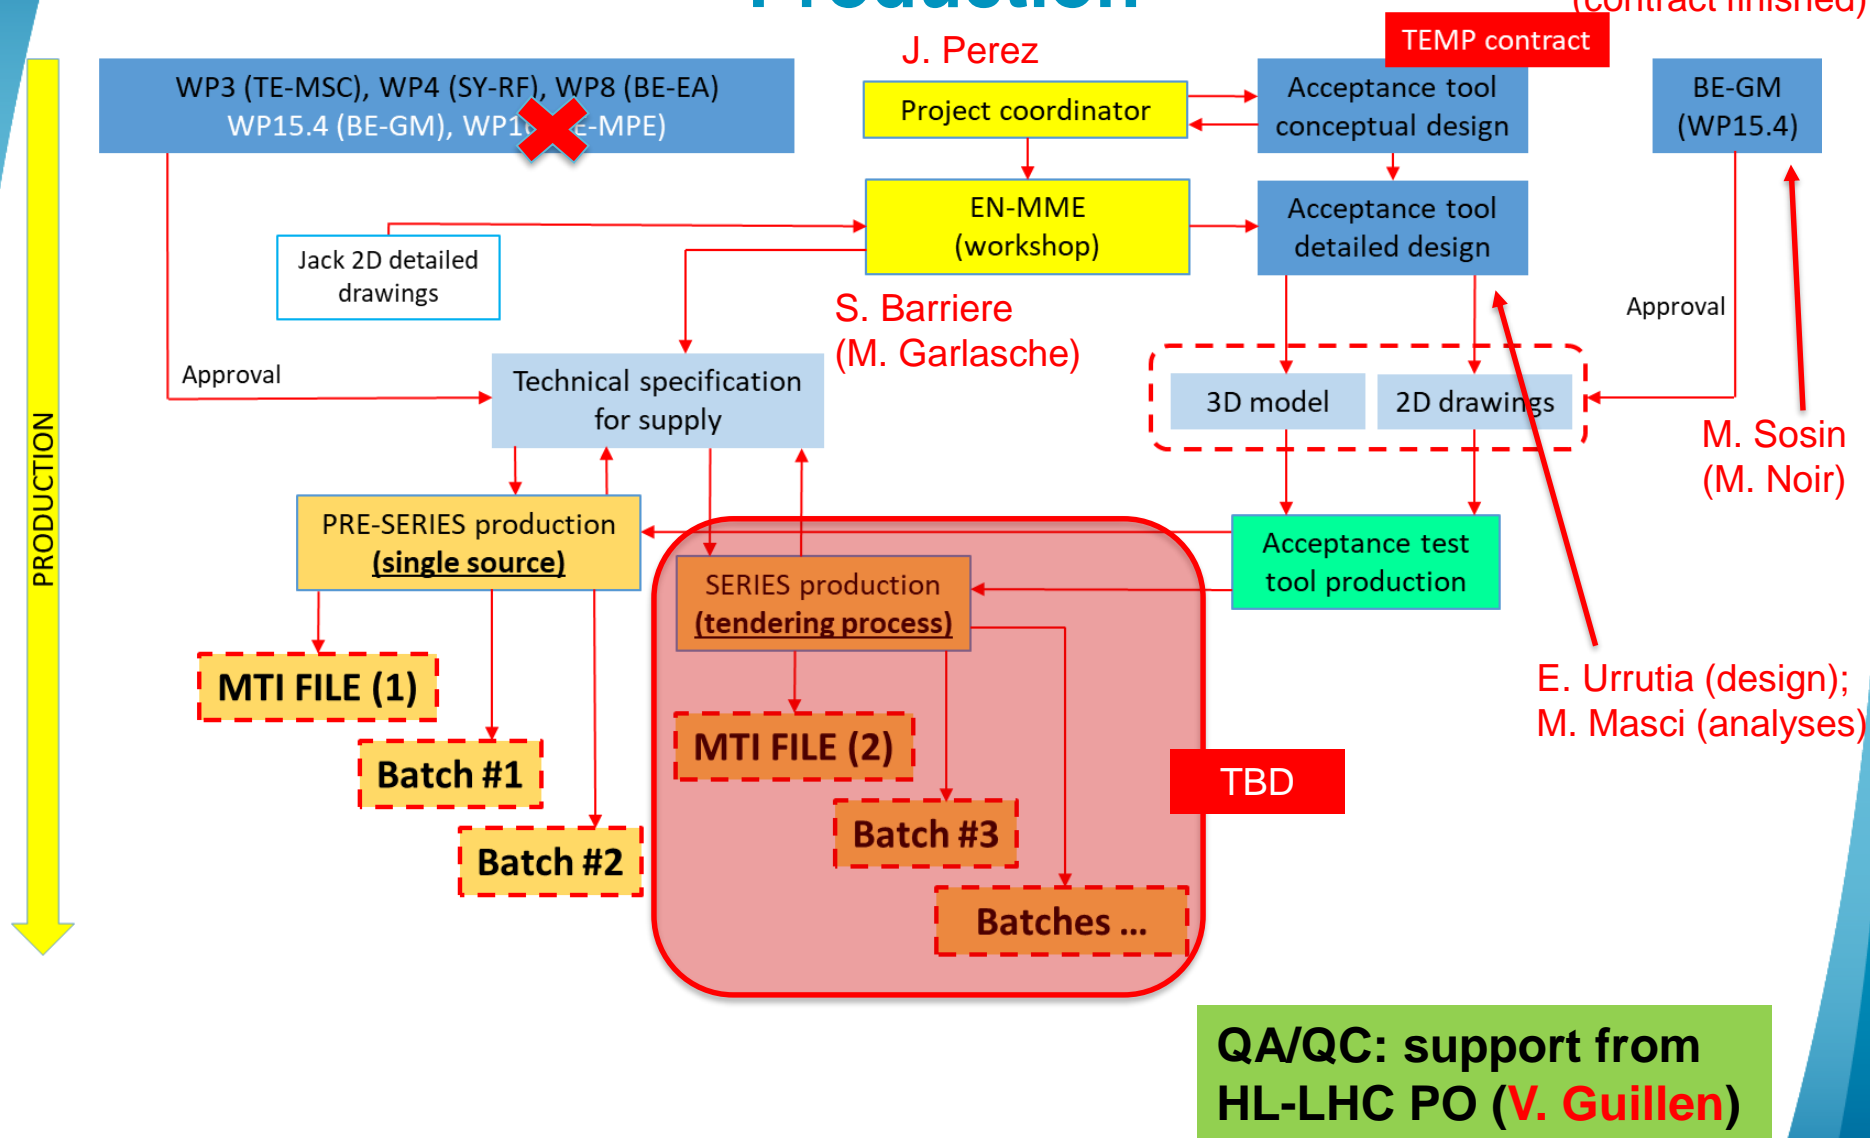 Production
(contract finished)
J. Perez
TEMP contract
WP3 (TE-MSC), WP4 (SY-RF), WP8 (BE-EA)
WP15.4 (BE-GM), E-MPE)
Project coordinator
Acceptance tool
conceptual design
BE-GM
(WP15.4)
EN-MME
(workshop)
Acceptance tool
detailed design
Jack 2D detailed
drawings
S. Barriere
(M. Garlasche)
Approval
Approval
Technical specification
for supply
3D model
2D drawings
M. Sosin
(M. Noir)
PRODUCTION
PRE-SERIES production
(single source)
Acceptance test
tool production
SERIES production
(tendering process)
MTI FILE (1)
E. Urrutia (design);
M. Masci (analyses)
MTI FILE (2)
Batch #1
TBD
Batch #3
Batch #2
Batches ...
QA/QC: support from
HL-LHC PO (V. Guillen)